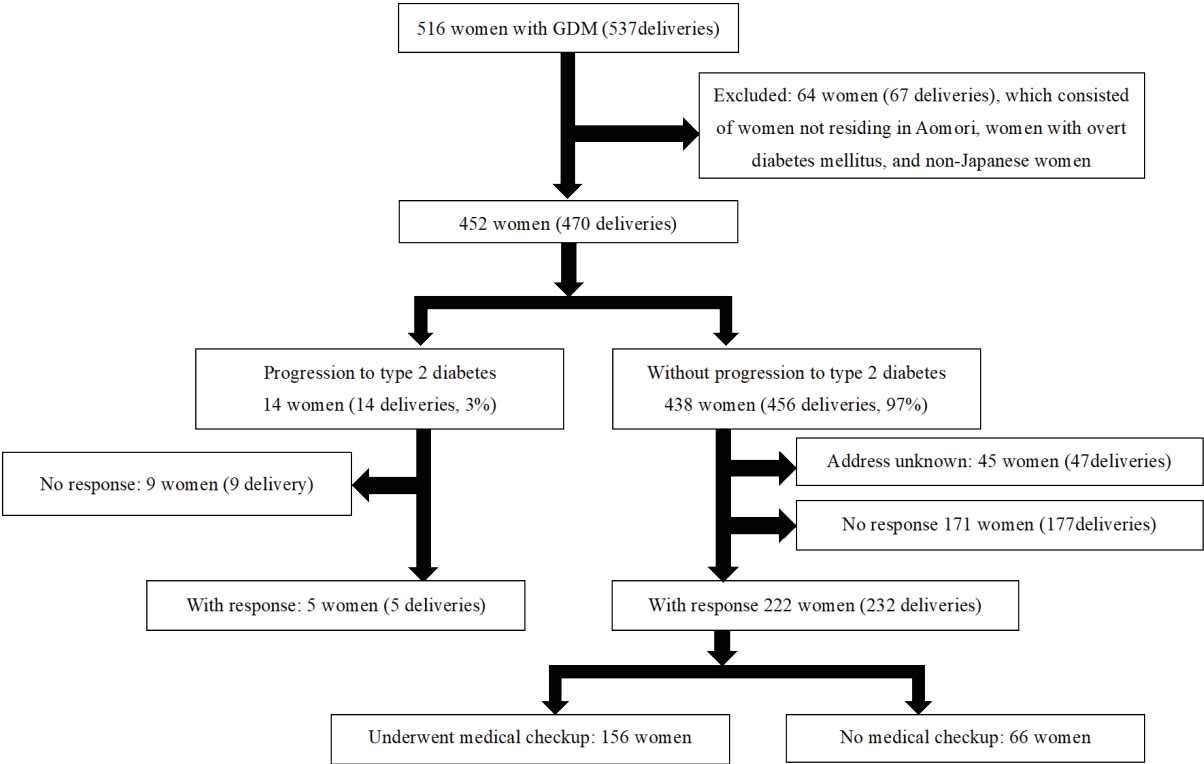 516 women with GDM (537deliveries)
Excluded: 64 women (67 deliveries), which consisted
of women not residing in Aomori, women with overt
diabetes mellitus, and non-Japanese women
452 women (470 deliveries)
Progression to type 2 diabetes
14 women (14 deliveries, 3%)
Without progression to type 2 diabetes
438 women (456 deliveries, 97%)
Address unknown: 45 women (47deliveries)
No response: 9 women (9 delivery)
No response 171 women (177deliveries)
With response: 5 women (5 deliveries)
With response 222 women (232 deliveries)
Underwent medical checkup: 156 women
No medical checkup: 66 women